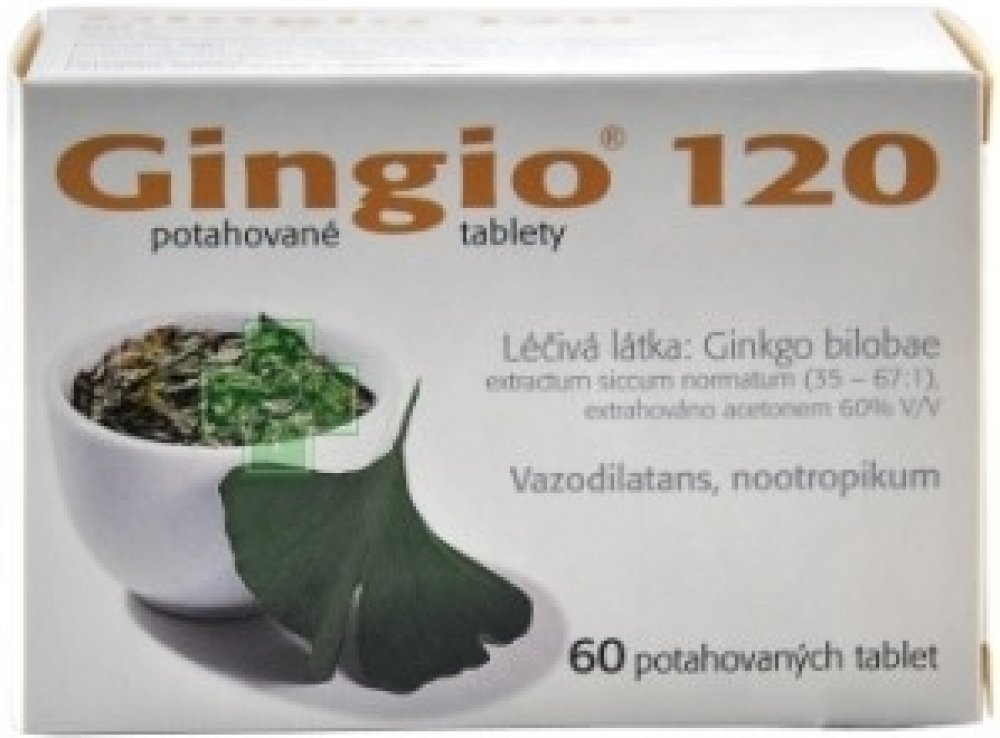 Gingio® 120
potahované tablety
Léčivá látka: Ginkgo bilobae
extractum siccum normatum (35 – 67:1),
extrahováno acetonem 60% V/V
Vazodilatans, nootropikum
60 potahovaných tablet